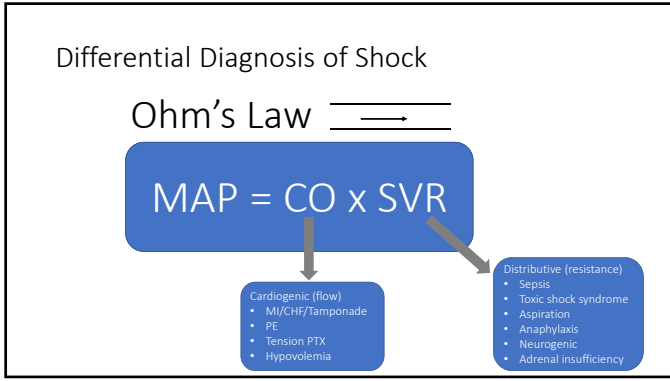 Differential Diagnosis of Shock
Ohm's Law
MAP = CO x SVR
Cardiogenic (flow)
• MI/CHF/Tamponade
• PE
• Tension PTX
• Hypovolemia
Distributive (resistance)
• Sepsis
• Toxic shock syndrome
• Aspiration
• Anaphylaxis
• Neurogenic
• Adrenal insufficiency